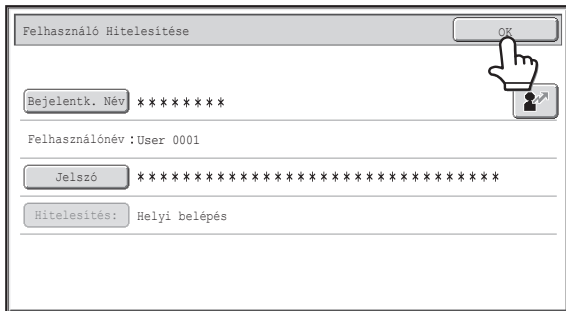 Felhasználó Hitelesítése OK
Bejelentk. Név ********
Felhasználónév :User 0001
Jelszó ********************************
Hitelesítés: Helyi belépés